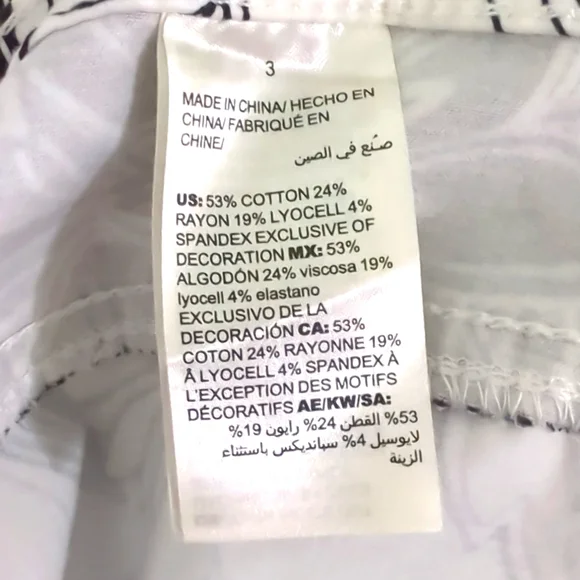 3
MADE IN CHINA/ HECHO EN
CHINA/ FABRIQUÉ EN
CHINE/
صنع في الصين
US: 53% COTTON 24%
RAYON 19% LYOCELL 4%
SPANDEX EXCLUSIVE OF
DECORATION MX: 53%
ALGODÓN 24% viscosa 19%
lyocell 4% elastano
EXCLUSIVO DE LA
DECORACIÓN CA: 53%
COTON 24% RAYONNE 19%
Â LYOCELL 4% SPANDEX À
L'EXCEPTION DES MOTIFS
DÉCORATIFS AE/KW/SA:
53% القطن 24% رايون 19%
لايوسيل 4% سبانديكس باستثناء
الزينة